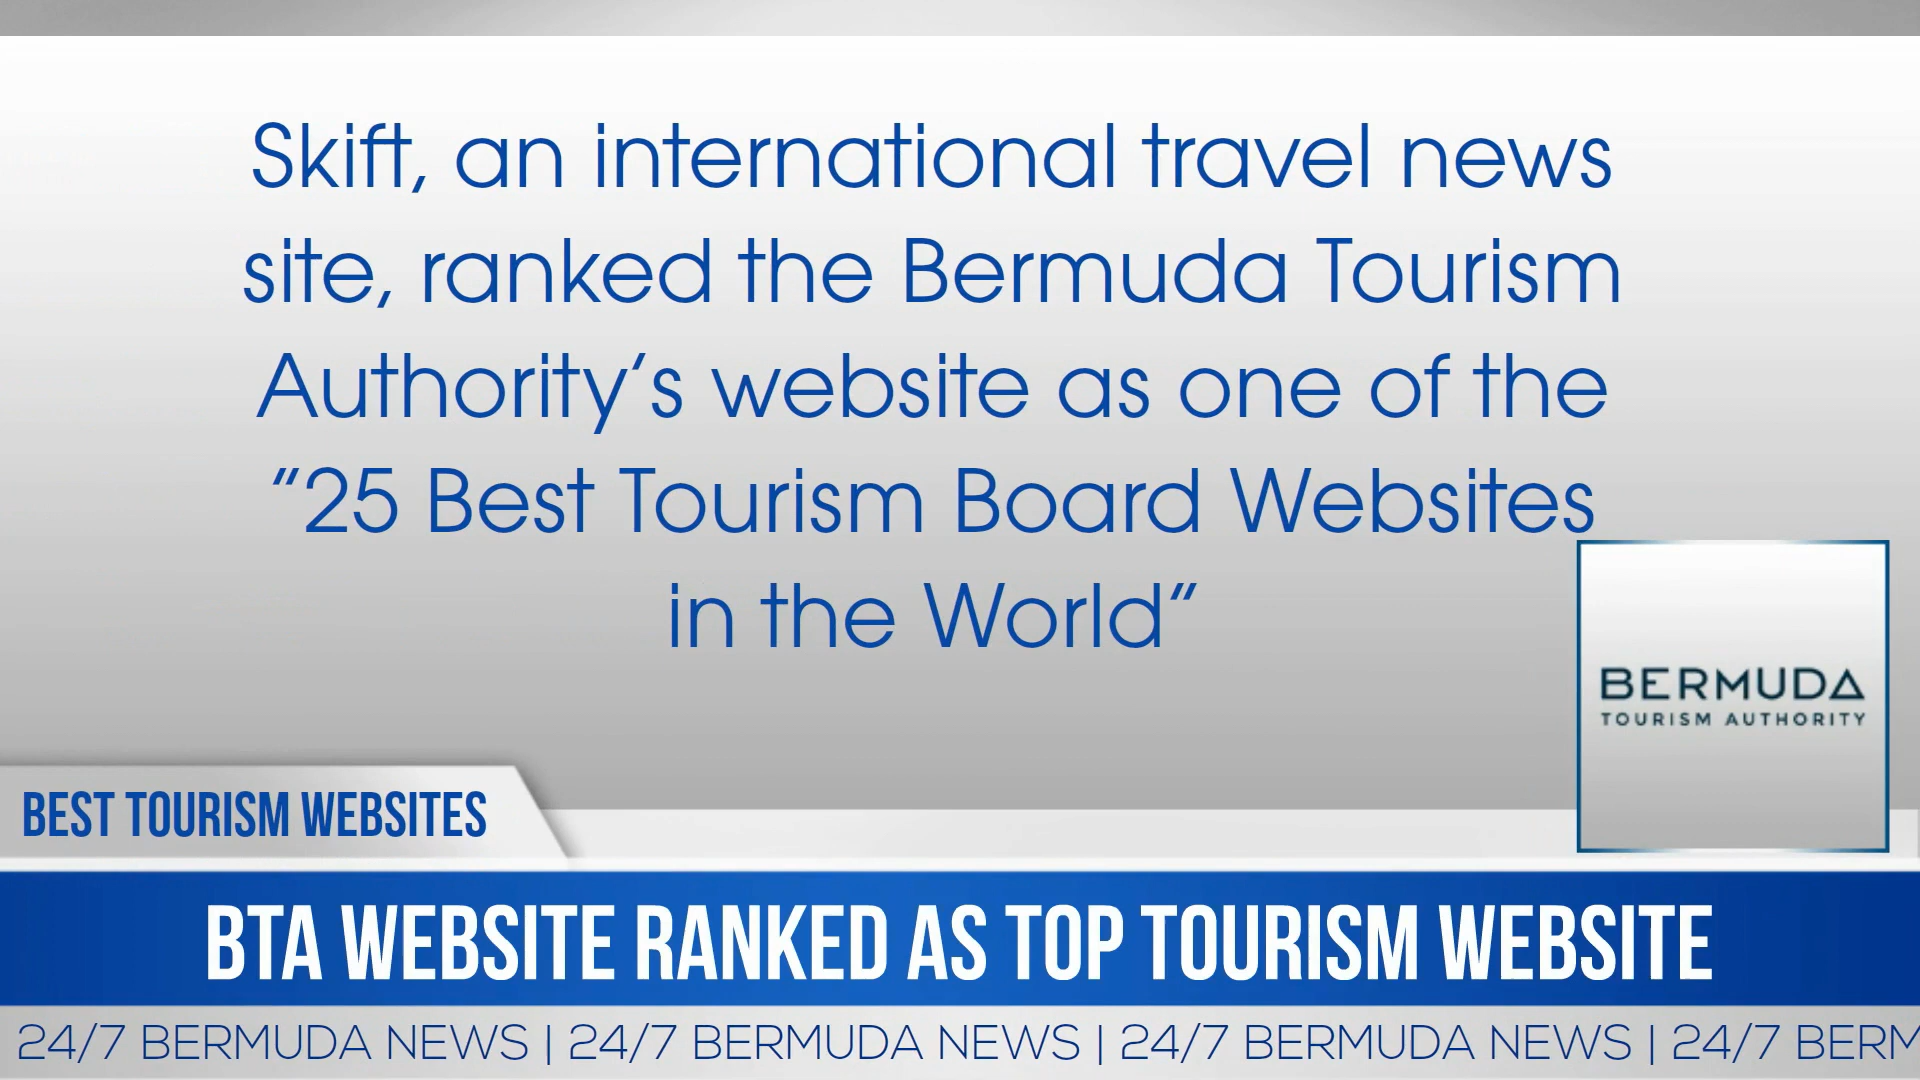 Skift, an international travel news
site, ranked the Bermuda Tourism
Authority’s website as one of the
“25 Best Tourism Board Websites
in the World”
BERMUDA
TOURISM AUTHORITY
BEST TOURISM WEBSITES
BTA WEBSITE RANKED AS TOP TOURISM WEBSITE
24/7 BERMUDA NEWS | 24/7 BERMUDA NEWS | 24/7 BERMUDA NEWS | 24/7 BERM